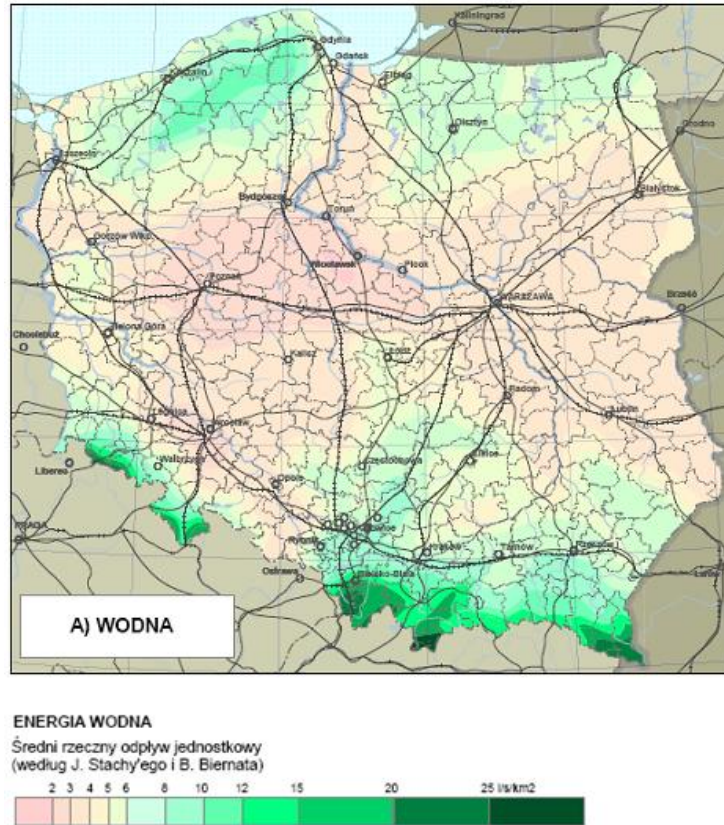 Kaliningrad
Gdynia
Gdańsk
Elbląg
Olsztyn
Grodno
Białystok
Bydgoszcz
Toruń
Gorzów Wlkp.
Włocławek
Płock
Poznań
WARSZAWA
Brześć
Zielona Góra
Kalisz
Łódź
Radom
Lublin
Legnica
Wrocław
Liberec
Wałbrzych
Częstochowa
Kielce
Opole
PRAGA
Rybnik
Kraków
Tarnów
Rzeszów
Ostrawa
Bielsko-Biała
A) WODNA
ENERGIA WODNA
Średni rzeczny odpływ jednostkowy
(według J. Stachy'ego i B. Biernata)
2 3 4 5 6 8 10 12 15 20 25 l/s/km2